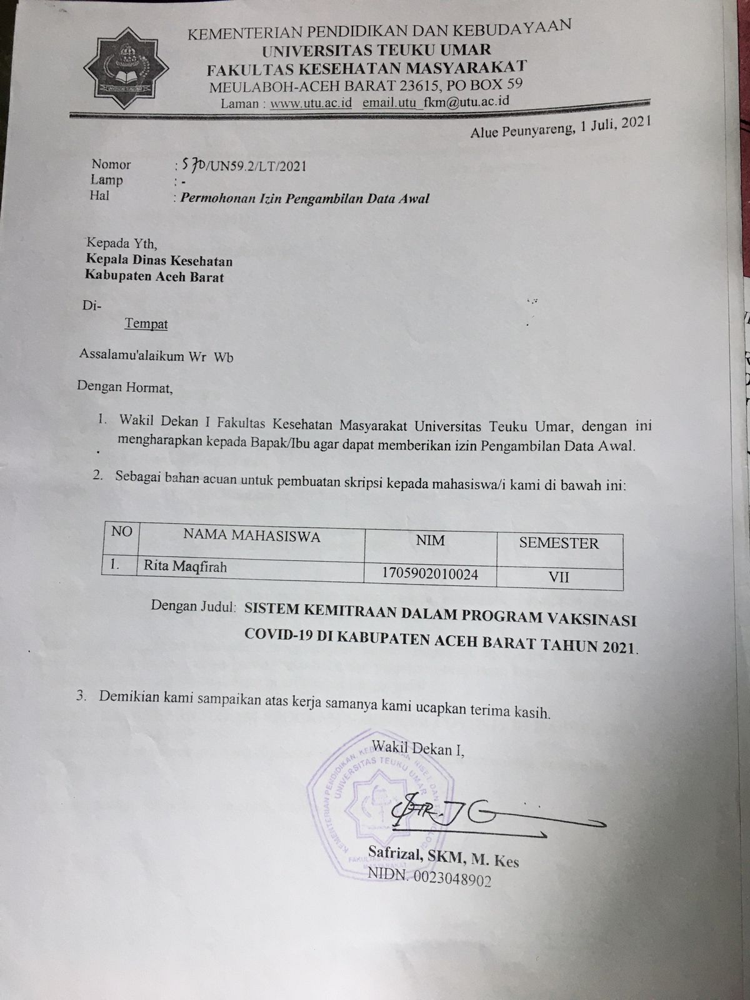 KEMENTERIAN PENDIDIKAN DAN KEBUDAYAAN
UNIVERSITAS TEUKU UMAR
FAKULTAS KESEHATAN MASYARAKAT
MEULABOH-ACEH BARAT 23615, PO BOX 59
Laman : www.utu.ac.id email.utu_fkm@utu.ac.id
Alue Peunyareng, 1 Juli, 2021
Nomor : 570/UN59.2/LT/2021
Lamp : -
Hal : Permohonan Izin Pengambilan Data Awal
Kepada Yth,
Kepala Dinas Kesehatan
Kabupaten Aceh Barat
Di-
Tempat
Assalamu'alaikum Wr Wb
Dengan Hormat,
1. Wakil Dekan I Fakultas Kesehatan Masyarakat Universitas Teuku Umar, dengan ini
mengharapkan kepada Bapak/Ibu agar dapat memberikan izin Pengambilan Data Awal.
2. Sebagai bahan acuan untuk pembuatan skripsi kepada mahasiswa/i kami di bawah ini:
NO NAMA MAHASISWA NIM SEMESTER
1. Rita Maqfirah 1705902010024 VII
Dengan Judul: SISTEM KEMITRAAN DALAM PROGRAM VAKSINASI
COVID-19 DI KABUPATEN ACEH BARAT TAHUN 2021.
3. Demikian kami sampaikan atas kerja samanya kami ucapkan terima kasih.
Wakil Dekan I,
KEMENTERIAN PENDIDIKAN, KEBUDAYAAN, RISET, DAN TEKNOLOGI
UNIVERSITAS TEUKU UMAR
Safrizal, SKM, M. Kes
NIDN. 0023048902